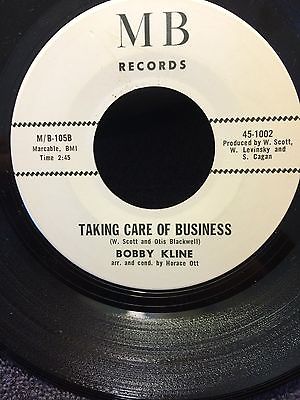 MB
RECORDS
M/B-105B
Marcable, BMI
Time 2:45
45-1002
Produced by W. Scott,
W. Levinsky and
S. Cagan
TAKING CARE OF BUSINESS
(W. Scott and Otis Blackwell)
BOBBY KLINE
arr. and cond. by Horace Ott